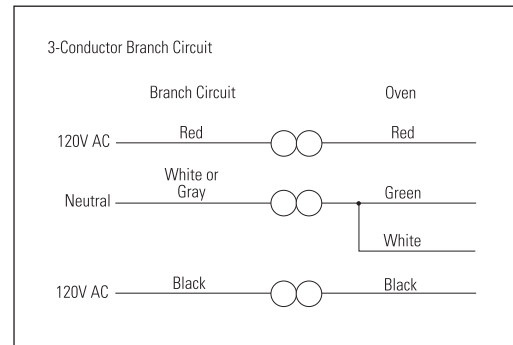 3-Conductor Branch Circuit
Branch Circuit Oven
120V AC Red Red
White or
Neutral Gray Green
White
120V AC Black Black